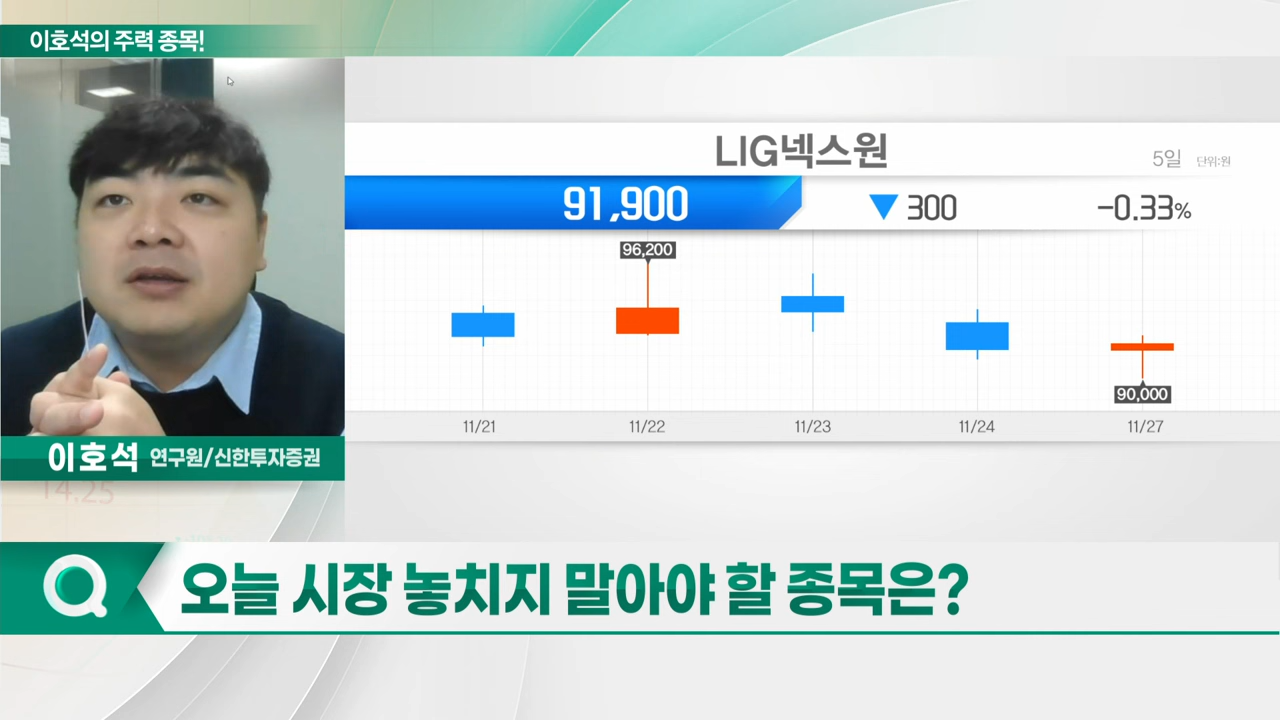 이호석의 주력 종목!
LIG넥스원
5일 단위:원
91,900 ▼ 300 -0.33%
96,200
90,000
11/21 11/22 11/23 11/24 11/27
이호석 연구원/신한투자증권
14.25
오늘 시장 놓치지 말아야 할 종목은?